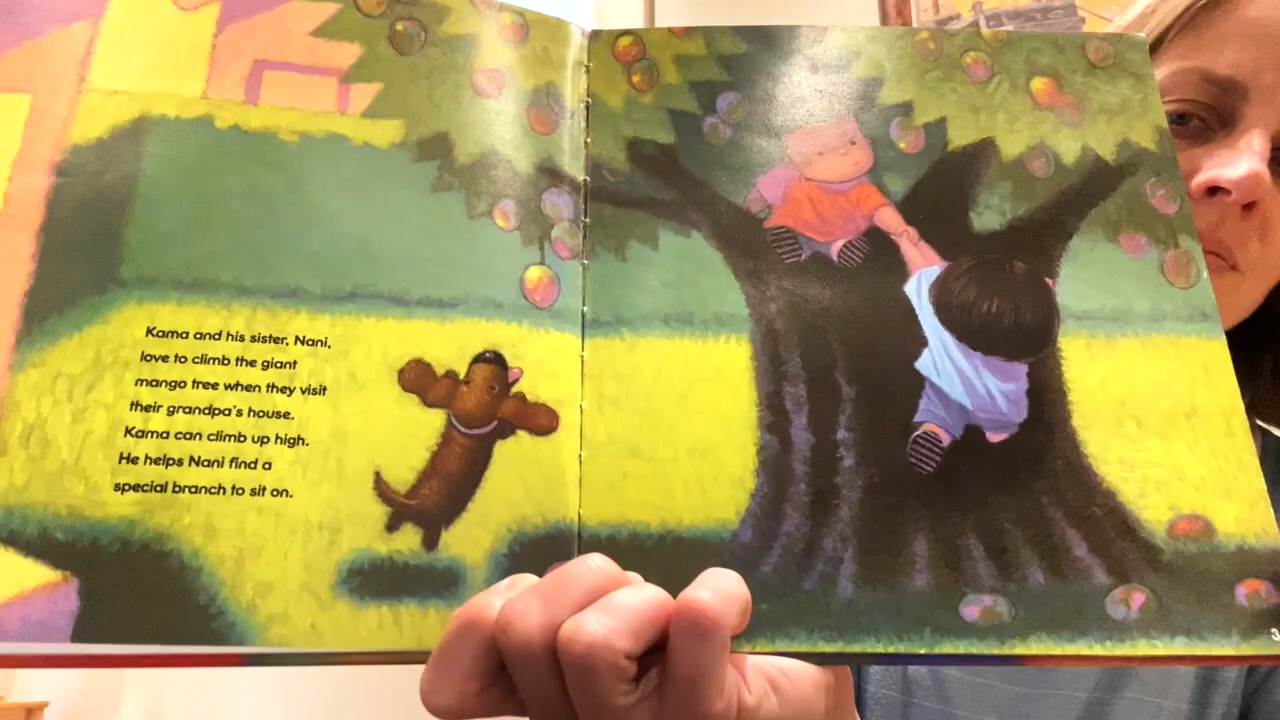 Kama and his sister, Nani,
love to climb the giant
mango tree when they visit
their grandpa's house.
Kama can climb up high.
He helps Nani find a
special branch to sit on.